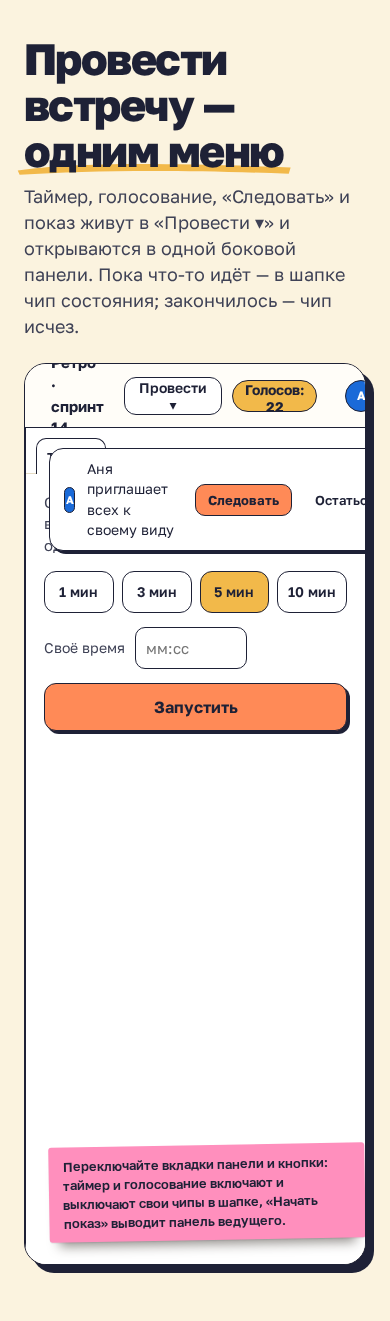 Провести
встречу —
одним меню
Таймер, голосование, «Следовать» и
показ живут в «Провести ▾» и
открываются в одной боковой
панели. Пока что-то идёт — в шапке
чип состояния; закончилось — чип
исчез.
Ретро
·
спринт
14
Провести
▾
Голосов:
22
А
А
Аня
приглашает
всех к
своему виду
Следовать
1 мин
3 мин
5 мин
10 мин
Своё время
мм:сс
Запустить
Переключайте вкладки панели и кнопки:
таймер и голосование включают и
выключают свои чипы в шапке, «Начать
показ» выводит панель ведущего.